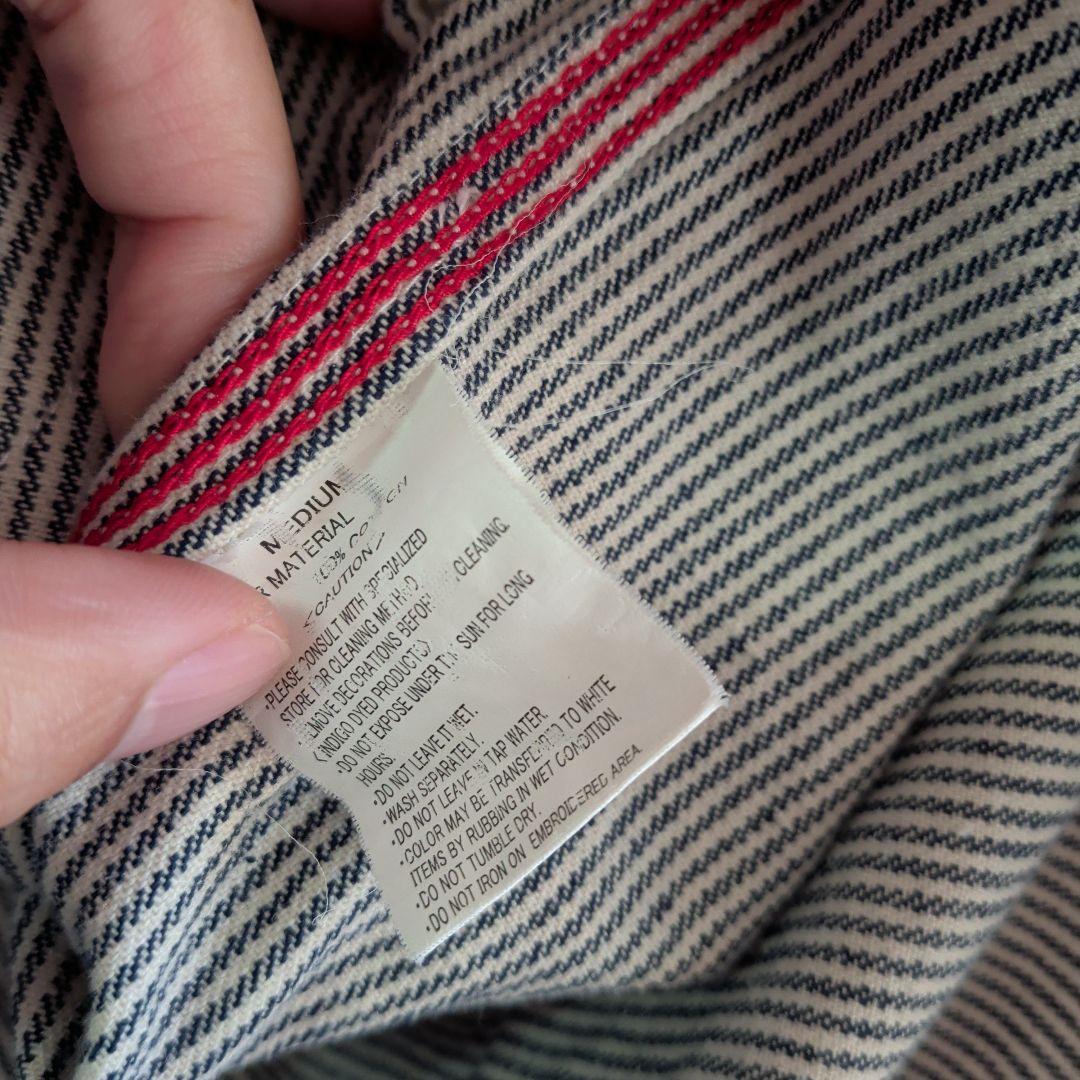 MEDIUM
MATERIAL
100%
CAUTION
·PLEASE CONSULT WITH SPECIALIZED
STORE FOR CLEANING METHOD
REMOVE DECORATIONS BEFORE CLEANING.
(INDIGO DYED PRODUCTS)
·DO NOT EXPOSE UNDER THE SUN FOR LONG
HOURS
·DO NOT LEAVE IT WET.
·WASH SEPARATELY.
·DO NOT LEAVE IN TAP WATER.
·COLOR MAY BE TRANSFERRED TO WHITE
ITEMS BY RUBBING IN WET CONDITION.
·DO NOT TUMBLE DRY.
·DO NOT IRON ON EMBROIDERED AREA.